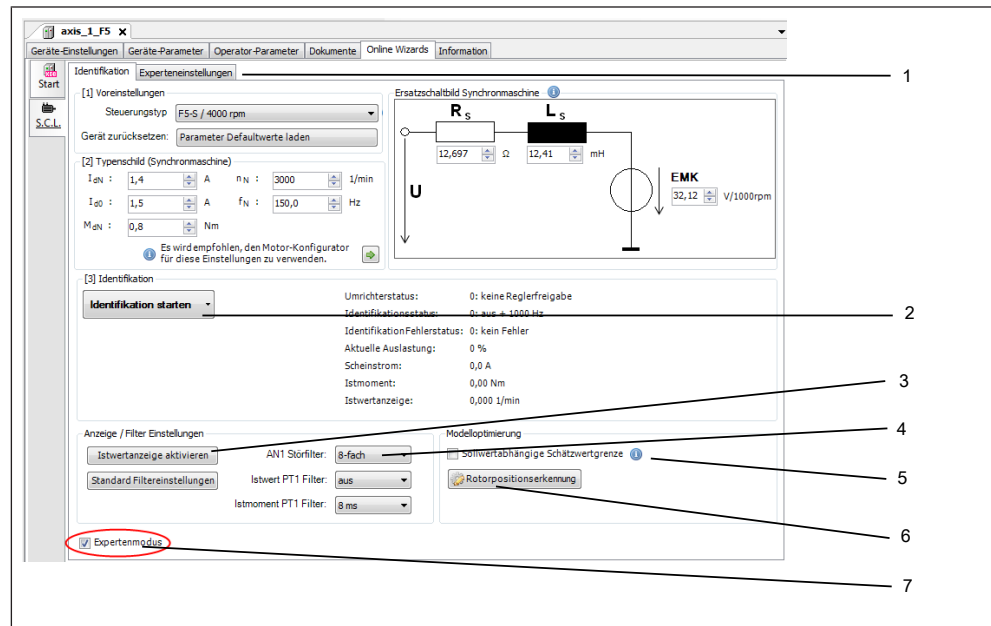 axis_1_F5 x
Geräte-Einstellungen Geräte-Parameter Operator-Parameter Dokumente Online Wizards Information
Start
S.C.L.
Identifikation Experteneinstellungen
1
[1] Voreinstellungen
Steuerungstyp F5-S / 4000 rpm
Gerät zurücksetzen: Parameter Defaultwerte laden
[2] Typenschild (Synchronmaschine)
IdN : 1,4 A nN : 3000 1/min
Id0 : 1,5 A fN : 150,0 Hz
MdN : 0,8 Nm
Es wird empfohlen, den Motor-Konfigurator
für diese Einstellungen zu verwenden.
Ersatzschaltbild Synchronmaschine
Rs Ls
12,697 Ω 12,41 mH
U
EMK
32,12 V/1000rpm
[3] Identifikation
Identifikation starten
Umrichterstatus: 0: keine Reglerfreigabe
Identifikationsstatus: 0: aus + 1000 Hz
2
Identifikation Fehlerstatus: 0: kein Fehler
Aktuelle Auslastung: 0 %
Scheinstrom: 0,0 A
Istmoment: 0,00 Nm
Istwertanzeige: 0,000 1/min
3
Anzeige / Filter Einstellungen
Istwertanzeige aktivieren AN1 Störfilter: 8-fach
4
Standard Filtereinstellungen Istwert PT1 Filter: aus
Istmoment PT1 Filter: 8 ms
Modelloptimierung
Sollwertabhängige Schätzwertgrenze
5
Rotorpositionserkennung
6
Expertenmodus
7